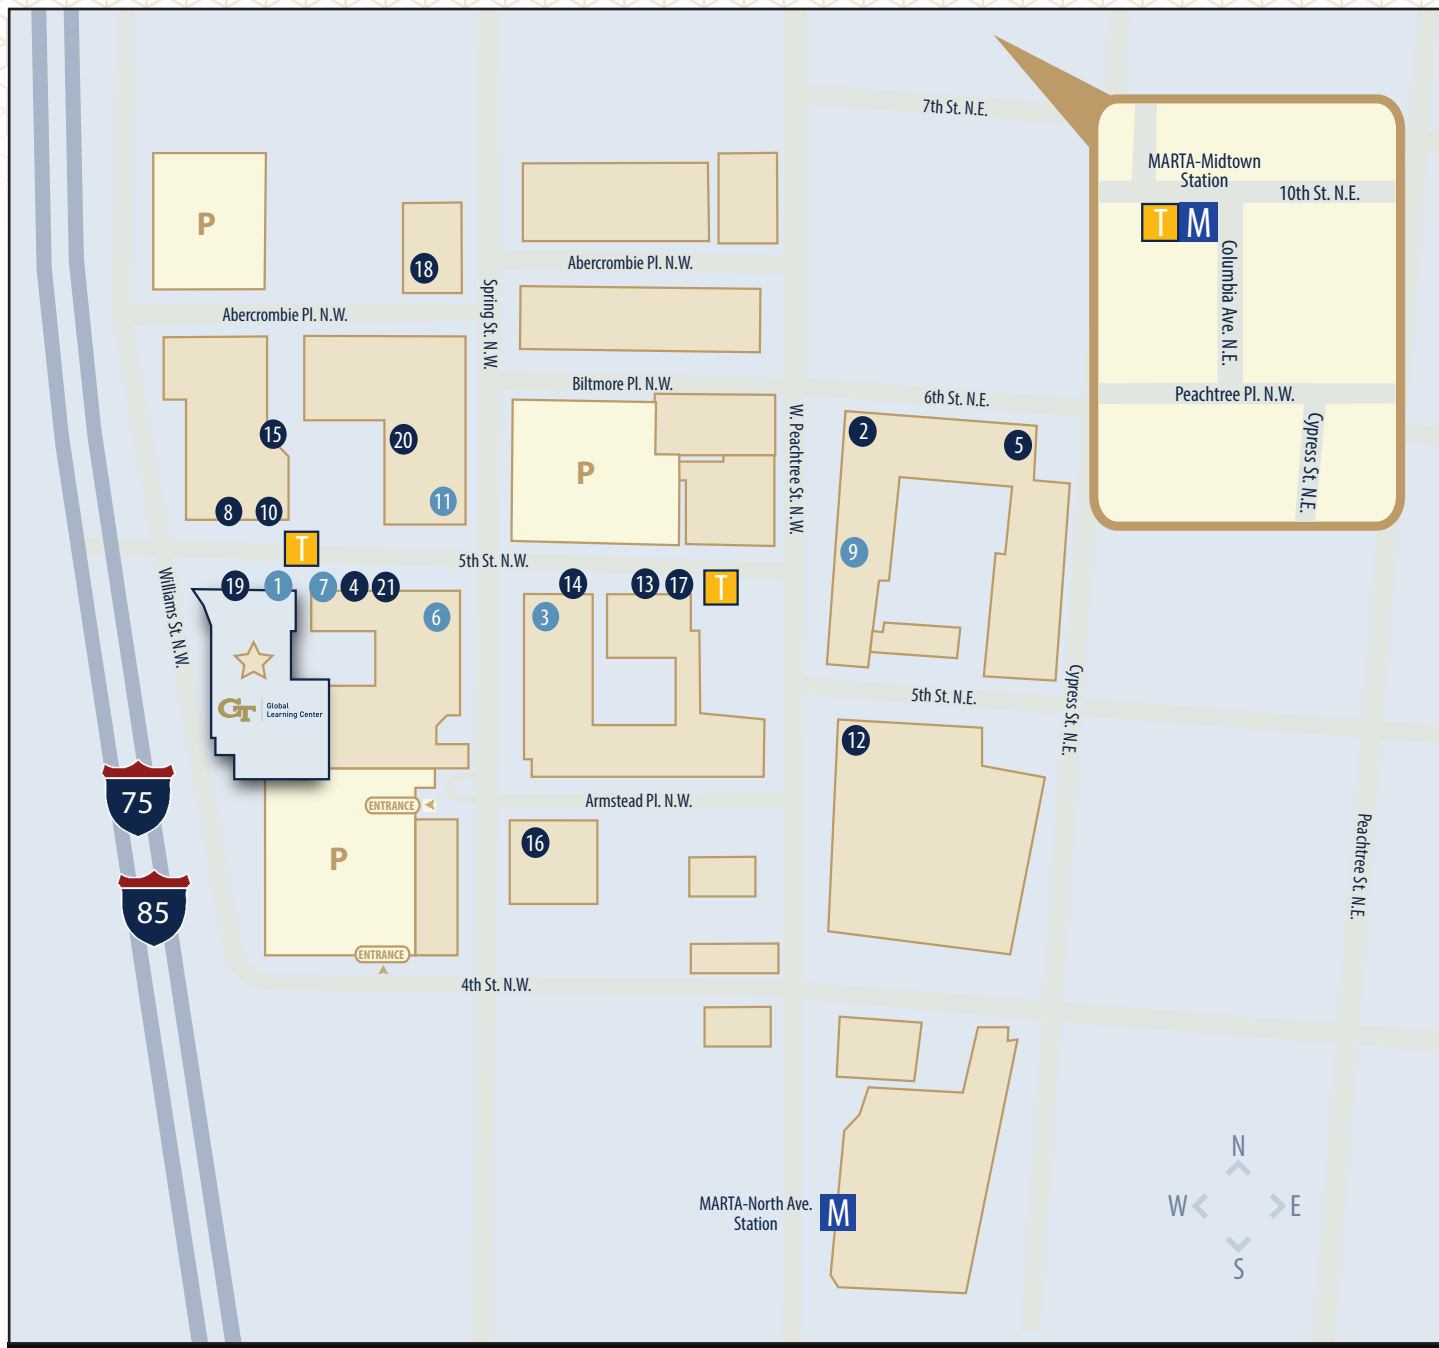 7th St. N.E.
MARTA-Midtown
Station
10th St. N.E.
T
M
Columbia Ave. N.E.
Peachtree Pl. N.W.
Cypress St. N.E.
P
18
Abercrombie Pl. N.W.
Spring St. N.W.
Abercrombie Pl. N.W.
Biltmore Pl. N.W.
6th St. N.E.
W. Peachtree St. N.W.
2
5
15
20
P
11
8
10
T
5th St. N.W.
9
Williams St. N.W.
19
1
7
4
21
6
14
3
13
17
T
GT
Global
Learning Center
5th St. N.E.
Cypress St. N.E.
12
75
ENTRANCE
Armstead Pl. N.W.
16
P
Peachtree St. N.E.
85
ENTRANCE
4th St. N.W.
MARTA-North Ave.
Station
M
N
W
E
S